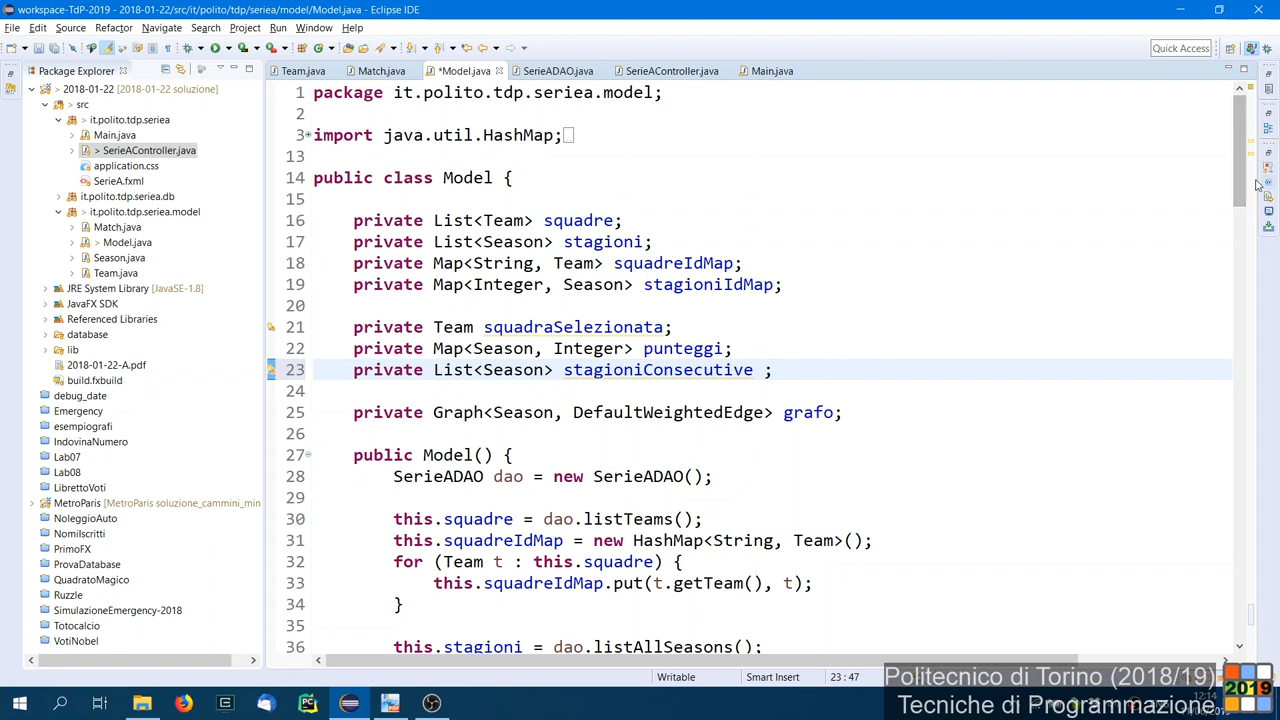 workspace-TdP-2019 - 2018-01-22/src/it/polito/tdp/seriea/model/Model.java - Eclipse IDE
File Edit Source Refactor Navigate Search Project Run Window Help
Quick Access
Package Explorer
Team.java Match.java *Model.java SerieADAO.java SerieAController.java Main.java
2018-01-22 [2018-01-22 soluzione]
src
it.polito.tdp.seriea
Main.java
> SerieAController.java
application.css
SerieA.fxml
it.polito.tdp.seriea.db
> it.polito.tdp.seriea.model
Match.java
> Model.java
Season.java
Team.java
JRE System Library [JavaSE-1.8]
JavaFX SDK
Referenced Libraries
database
lib
2018-01-22-A.pdf
build.fxbuild
debug_date
Emergency
esempiografi
IndovinaNumero
Lab07
Lab08
LibrettoVoti
MetroParis [MetroParis soluzione_cammini_min
NoleggioAuto
NomiIscritti
PrimoFX
ProvaDatabase
QuadratoMagico
Ruzzle
SimulazioneEmergency-2018
Totocalcio
VotiNobel
1 package it.polito.tdp.seriea.model;
2
3 import java.util.HashMap;
13
14 public class Model {
15
16 private List<Team> squadre;
17 private List<Season> stagioni;
18 private Map<String, Team> squadreIdMap;
19 private Map<Integer, Season> stagioniIdMap;
20
21 private Team squadraSelezionata;
22 private Map<Season, Integer> punteggi;
23 private List<Season> stagioniConsecutive ;
24
25 private Graph<Season, DefaultWeightedEdge> grafo;
26
27 public Model() {
28 SerieADAO dao = new SerieADAO();
29
30 this.squadre = dao.listTeams();
31 this.squadreIdMap = new HashMap<String, Team>();
32 for (Team t : this.squadre) {
33 this.squadreIdMap.put(t.getTeam(), t);
34 }
35
36 this.stagioni = dao.listAllSeasons();
Writable Smart Insert 23 : 47
Politecnico di Torino (2018/19)
Tecniche di Programmazione
2019
12:14